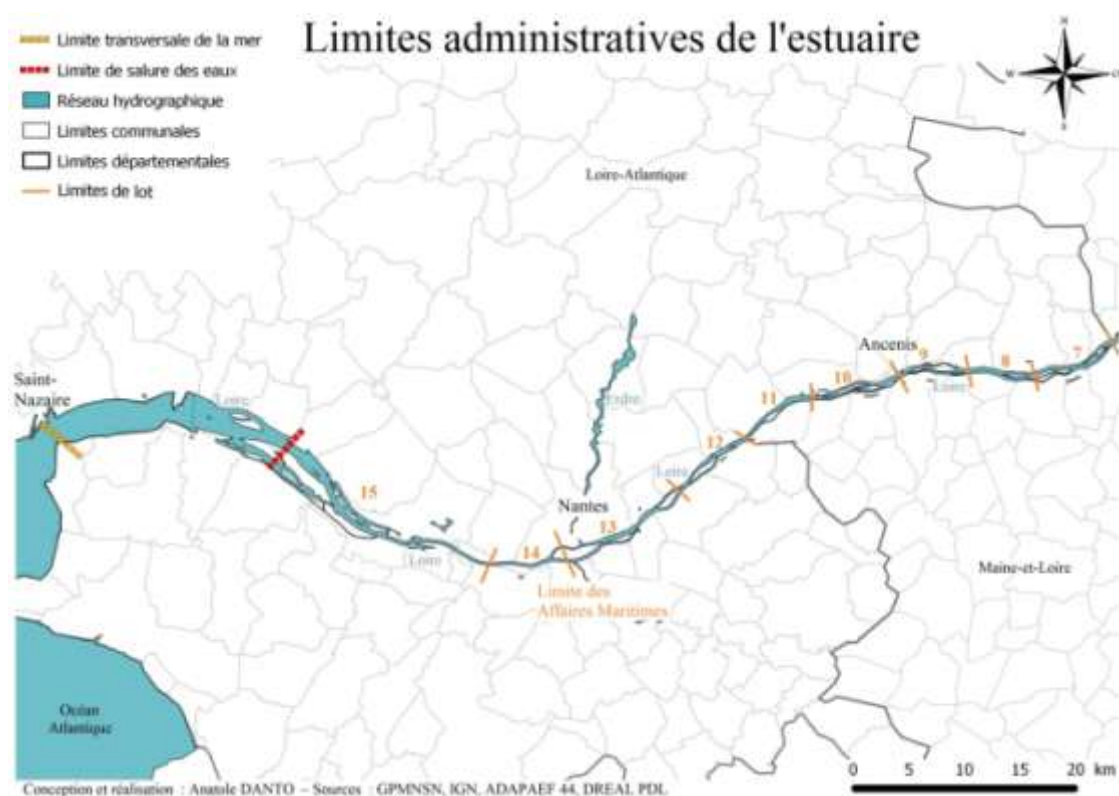 Limites administratives de l'estuaire
Limite transversale de la mer
Limite de salure des eaux
Réseau hydrographique
Limites communales
Limites départementales
Limites de lot
N
W
S
Loire-Atlantique
Ancenis
9
8
7
10
11
12
13
14
15
Saint-
Nazaire
Loire
Erdre
Loire
Loire
Loire
Nantes
Limite des
Affaires Maritimes
Maine-et-Loire
Océan
Atlantique
0 5 10 15 20 km
Conception et réalisation : Anatole DANTO – Sources : GPMNSN, IGN, ADAPAEF 44, DREAL PDL